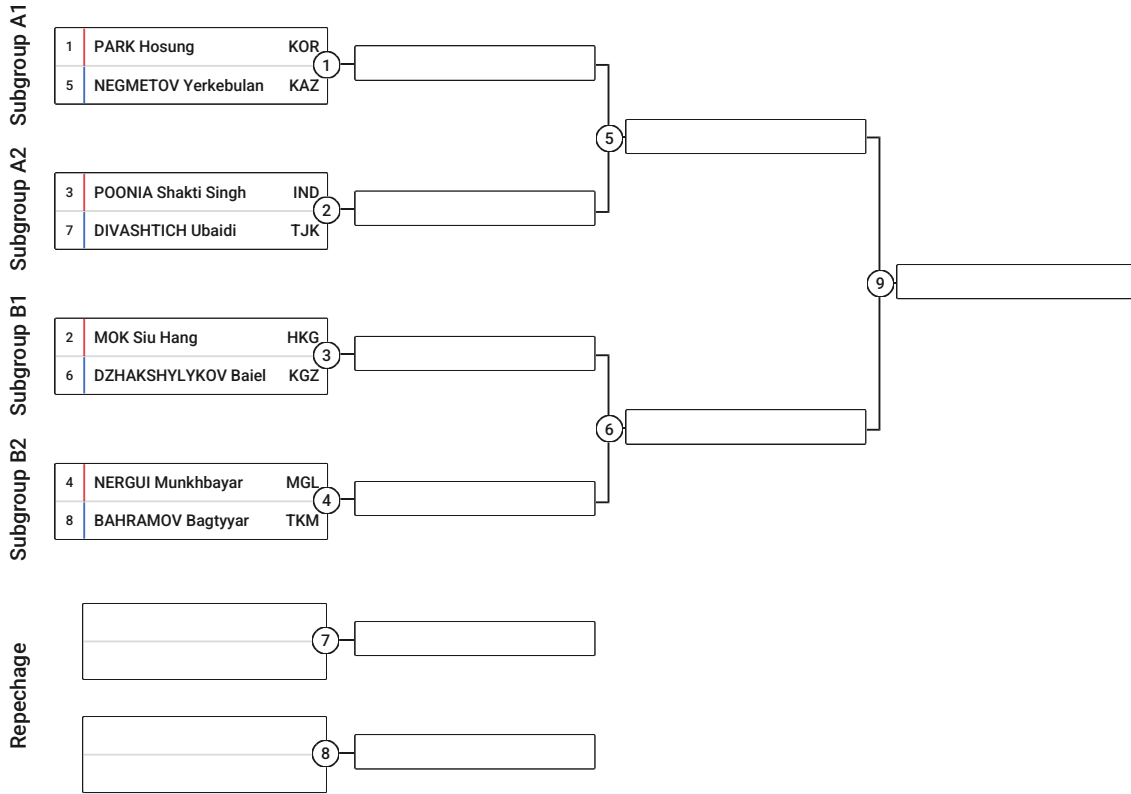 Subgroup A1
1 PARK Hosung KOR
5 NEGMETOV Yerkebulan KAZ
1
Subgroup A2
3 POONIA Shakti Singh IND
7 DIVASHTICH Ubaidi TJK
2
5
Subgroup B1
2 MOK Siu Hang HKG
6 DZHAKSHYLYKOV Baiel KGZ
3
Subgroup B2
4 NERGUI Munkhbayar MGL
8 BAHRAMOV Bagtyyar TKM
4
6
9
Repechage
7
8